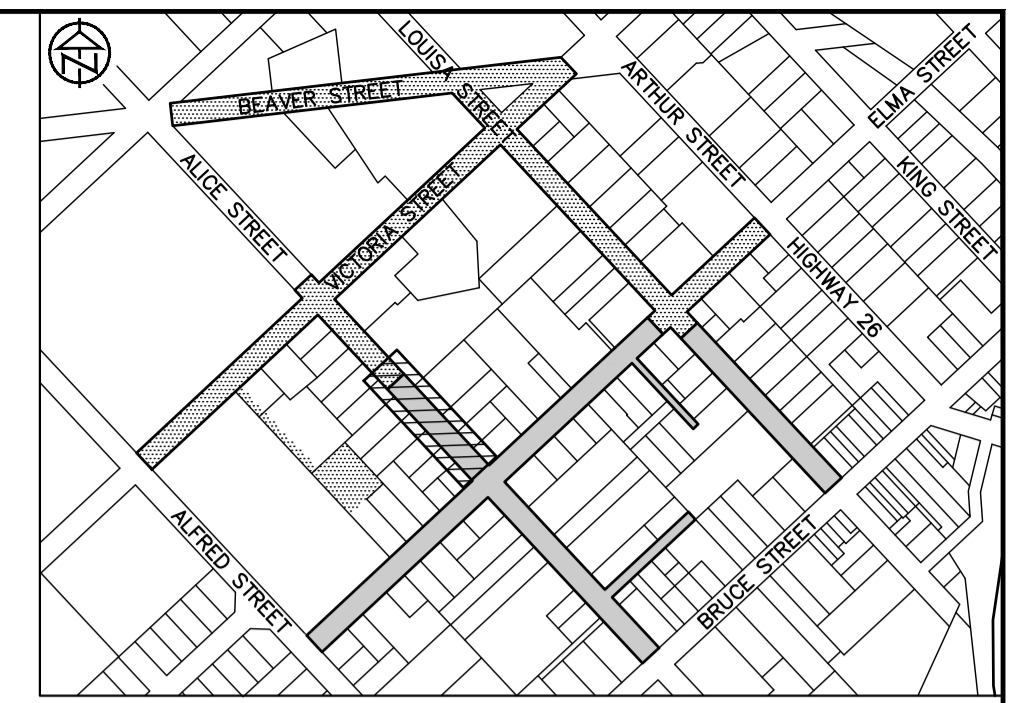 N
LOUISA STREET
BEAVER STREET
ARTHUR STREET
ELMA STREET
ALICE STREET
VICTORIA STREET
KING STREET
HIGHWAY 26
ALFRED STREET
BRUCE STREET